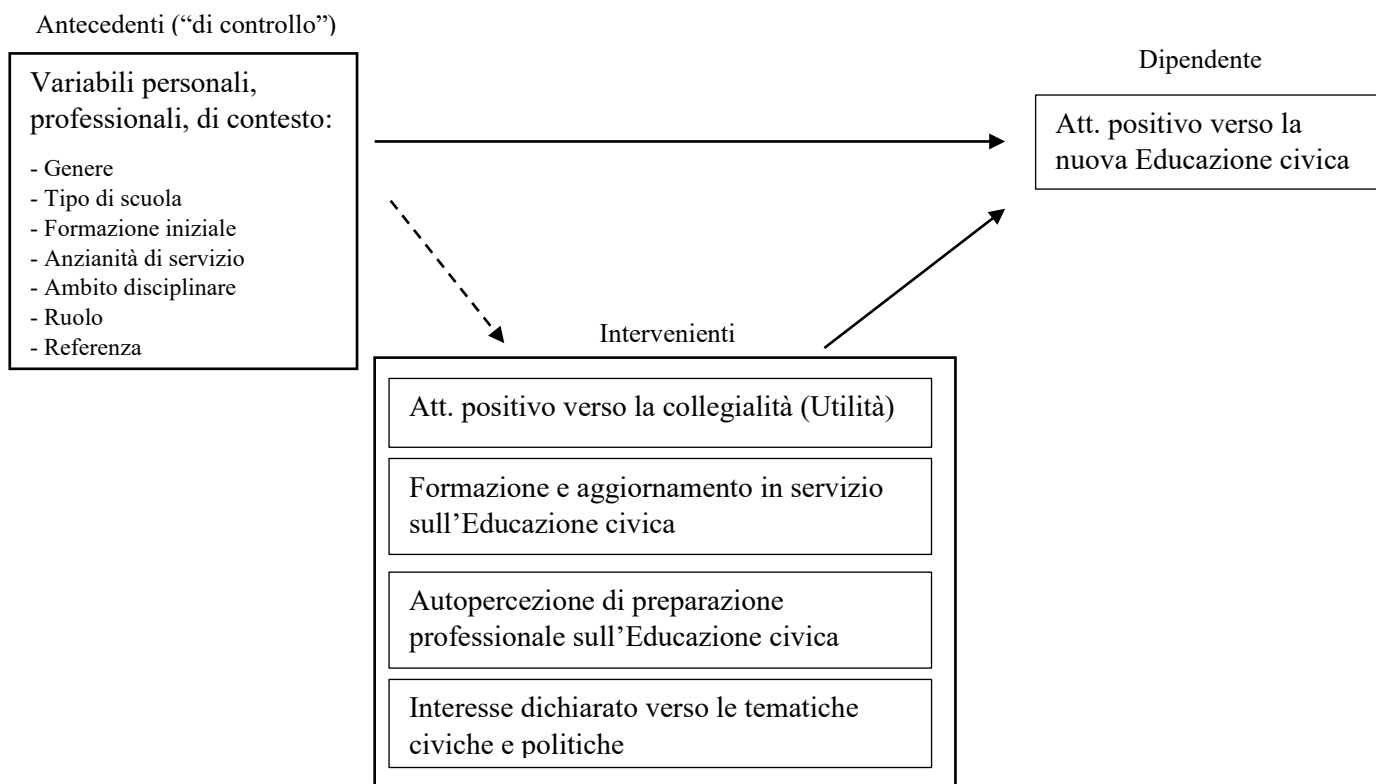 Antecedenti (“di controllo”)
Variabili personali,
professionali, di contesto:
- Genere
- Tipo di scuola
- Formazione iniziale
- Anzianità di servizio
- Ambito disciplinare
- Ruolo
- Referenza
Dipendente
Att. positivo verso la
nuova Educazione civica
Intervenienti
Att. positivo verso la collegialità (Utilità)
Formazione e aggiornamento in servizio
sull’Educazione civica
Autopercezione di preparazione
professionale sull’Educazione civica
Interesse dichiarato verso le tematiche
civiche e politiche